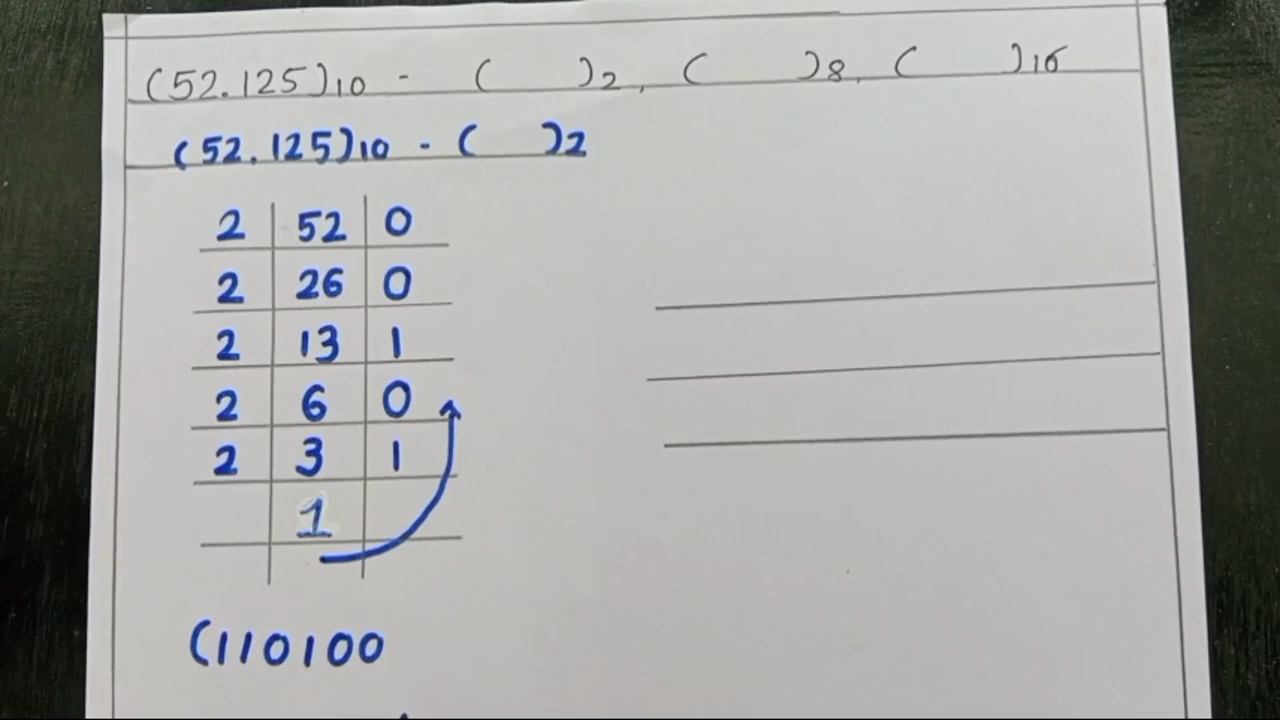 (52.125)10 - (      )2, (      )8, (      )16
(52.125)10 - (      )2
2 52 0
2 26 0
2 13 1
2 6 0
2 3 1
1
(110100